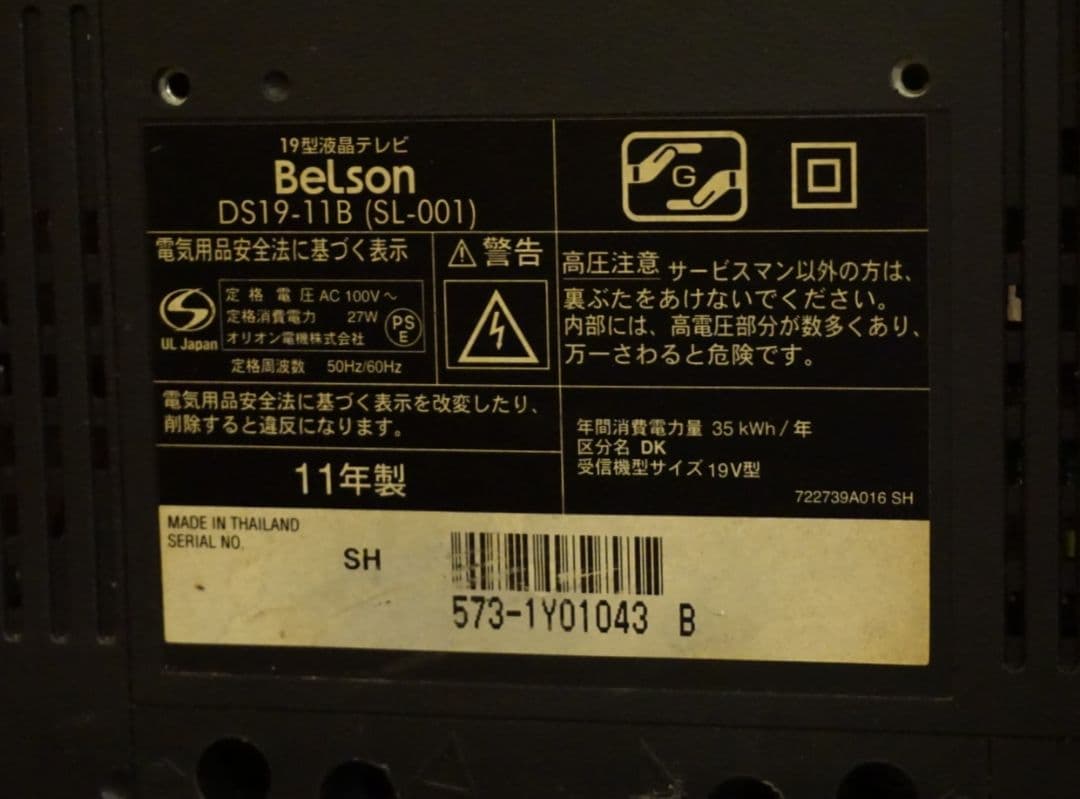 19型液晶テレビ
BeLson
DS19-11B (SL-001)
G
電気用品安全法に基づく表示
UL Japan
定格電圧 AC 100V～
定格消費電力 27W
オリオン電機株式会社
PS
E
定格周波数 50Hz/60Hz
警告
高圧注意 サービスマン以外の方は、
裏ぶたをあけないでください。
内部には、高電圧部分が数多くあり、
万一さわると危険です。
電気用品安全法に基づく表示を改変したり、
削除すると違反になります。
11年製
年間消費電力量 35 kWh/年
区分名 DK
受信機型サイズ 19V型
722739A016 SH
MADE IN THAILAND
SERIAL NO.
SH
573-1Y01043 B